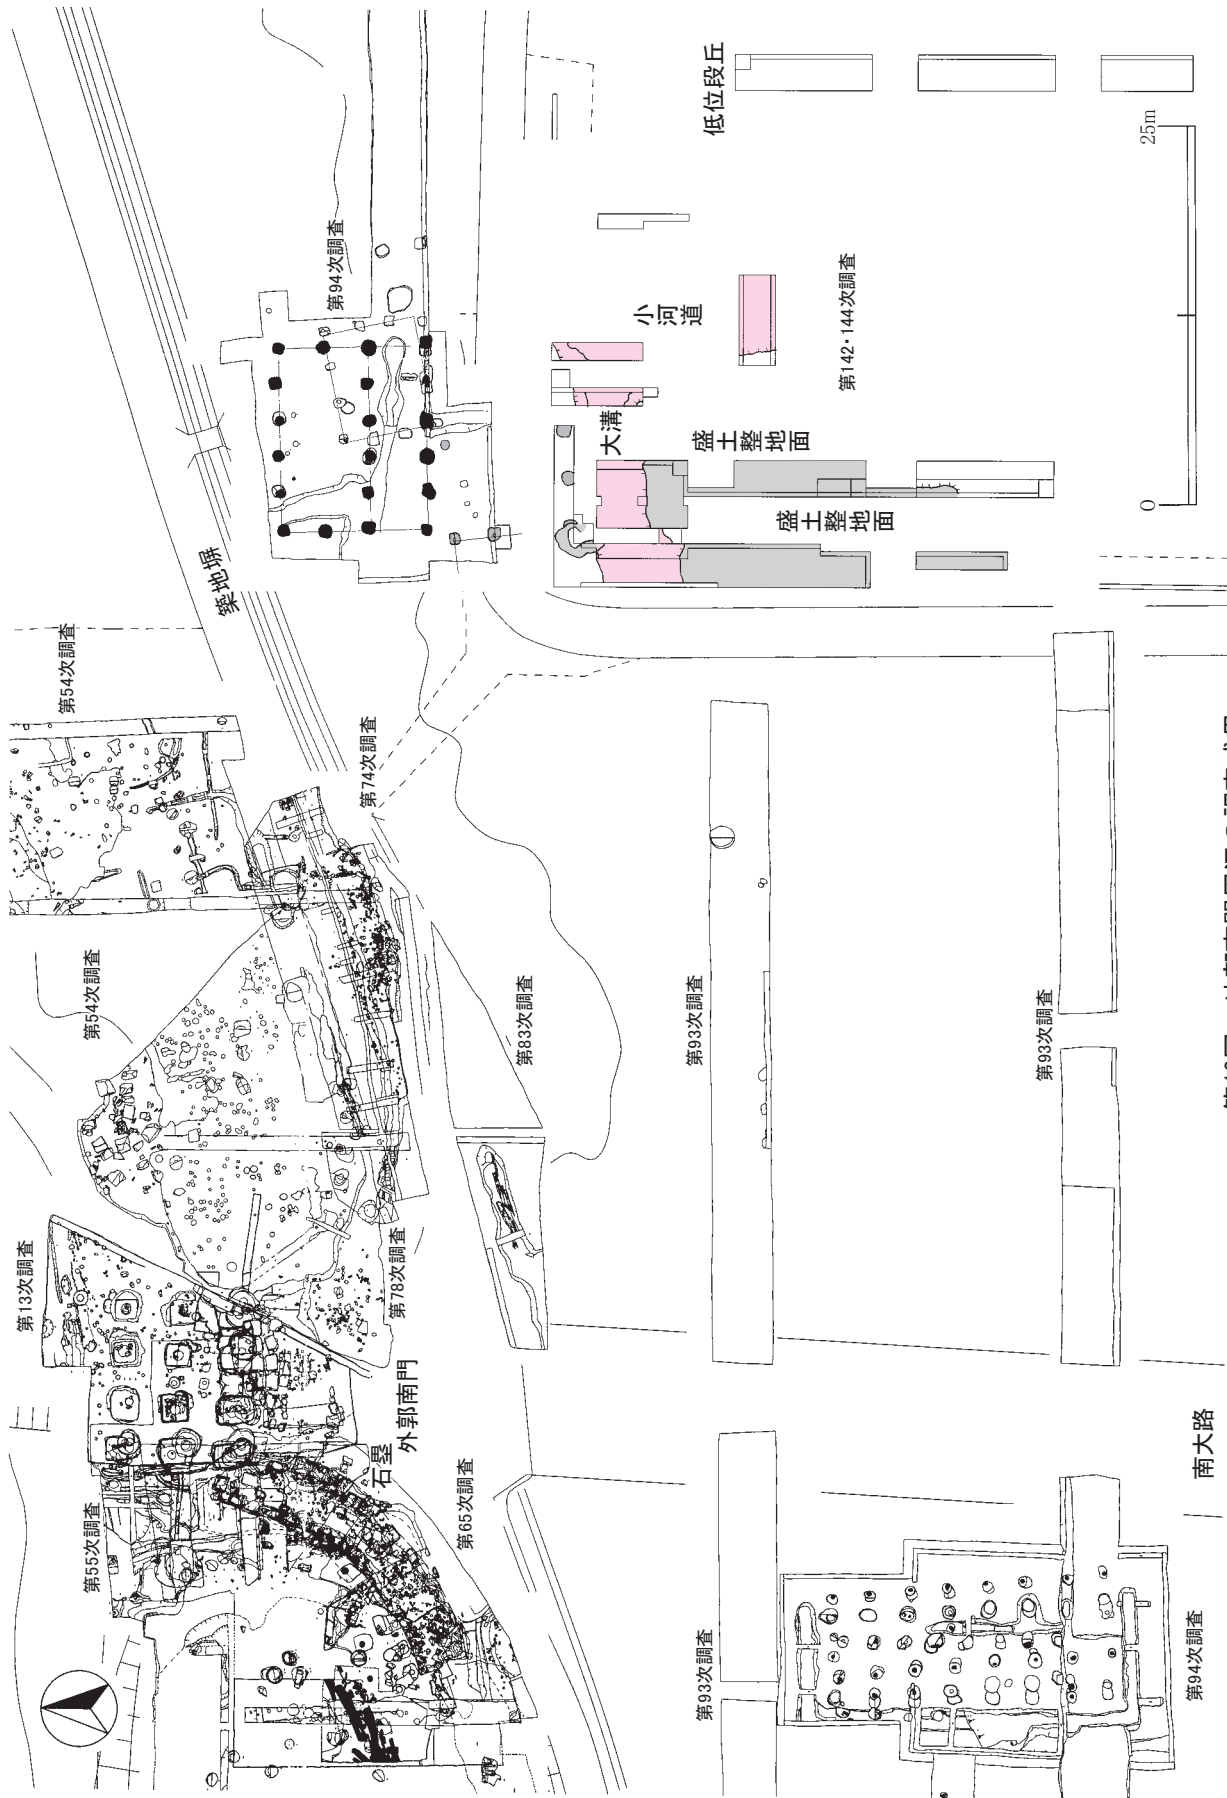 第13次調査
第54次調査
第54次調査
築地塀
第94次調査
低位段丘
第55次調査
石塁
外郭南門
第78次調査
第74次調査
第65次調査
第83次調査
大溝
小河道
盛土整地面
盛土整地面
第142・144次調査
第93次調査
第93次調査
第93次調査
第94次調査
南大路
0
25m